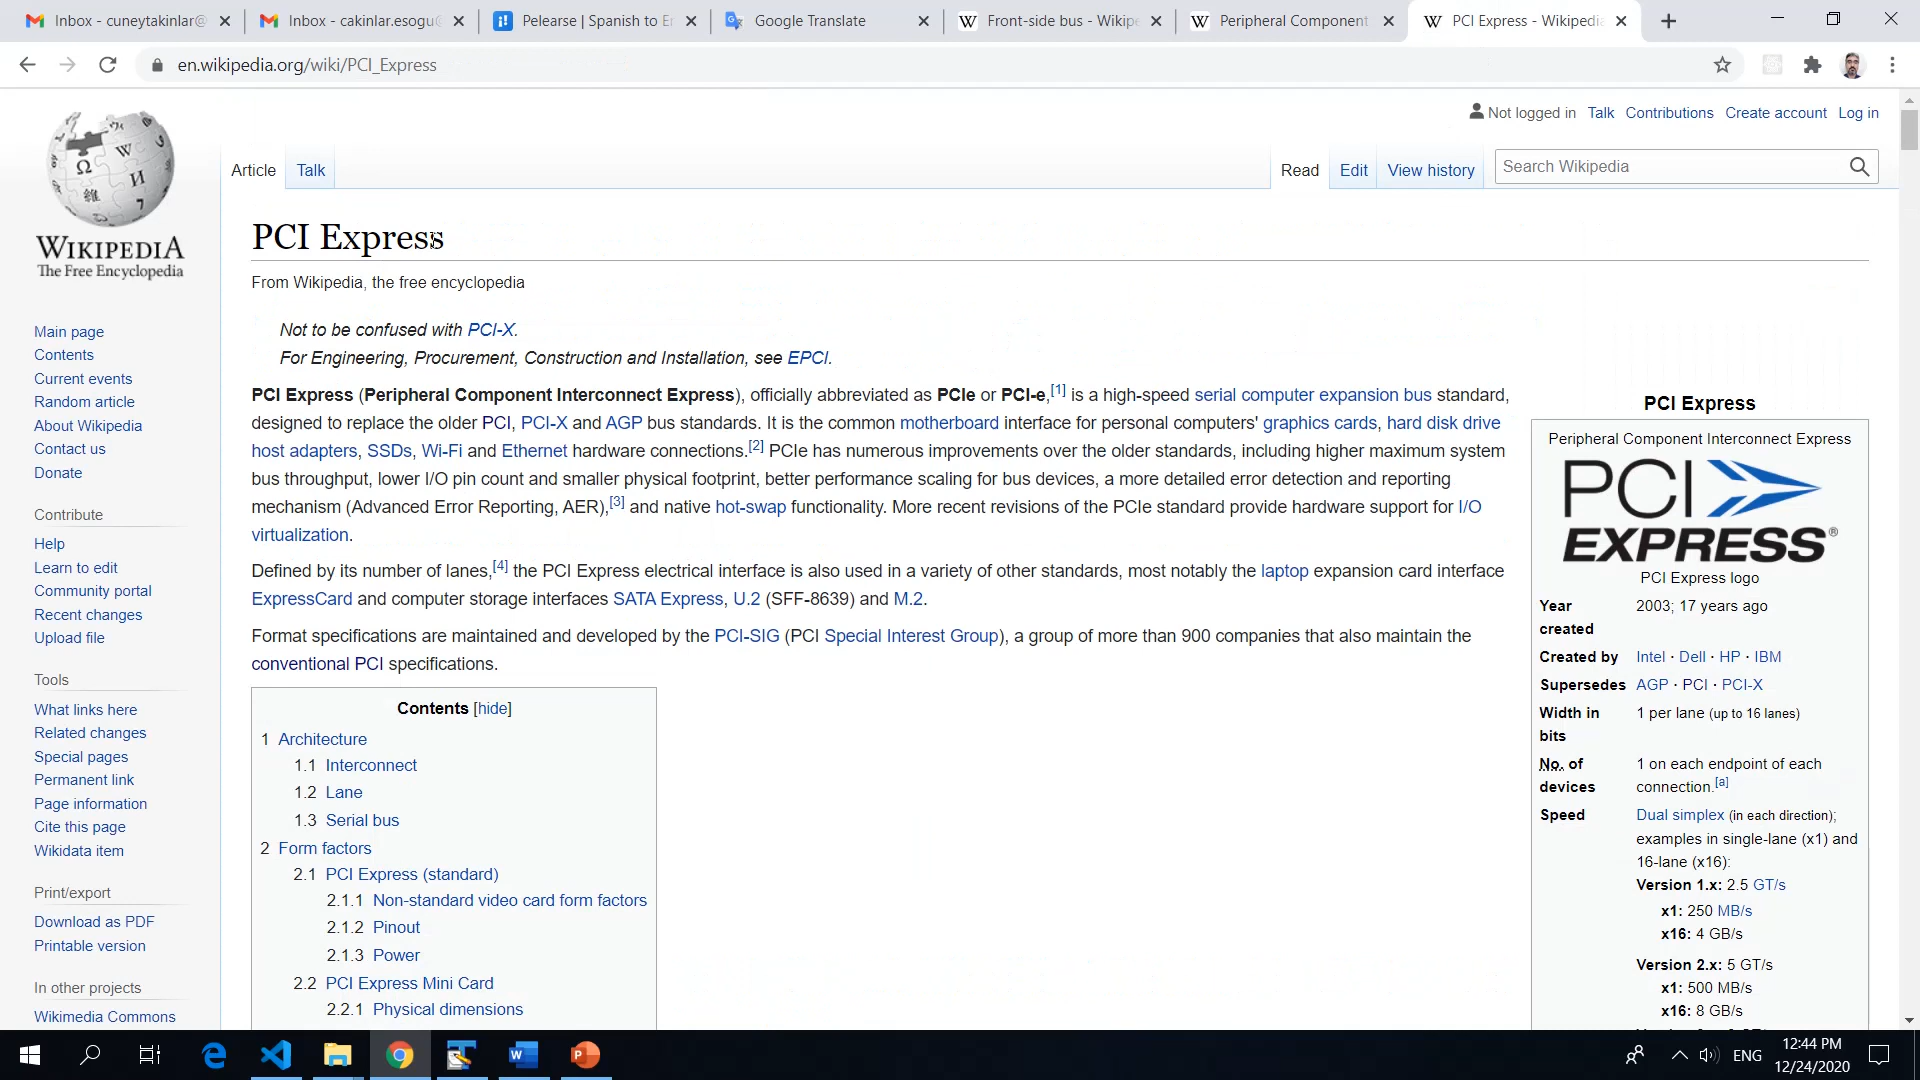 Inbox - cuneytakinlar@
Inbox - cakinlar.esogu@
Pelearse | Spanish to En
Google Translate
Front-side bus - Wikipe
Peripheral Component
PCI Express - Wikipedia
en.wikipedia.org/wiki/PCI_Express
Not logged in Talk Contributions Create account Log in
Article Talk
Read Edit View history
Search Wikipedia
WIKIPEDIA
The Free Encyclopedia
Main page
Contents
Current events
Random article
About Wikipedia
Contact us
Donate
Contribute
Help
Learn to edit
Community portal
Recent changes
Upload file
Tools
What links here
Related changes
Special pages
Permanent link
Page information
Cite this page
Wikidata item
Print/export
Download as PDF
Printable version
In other projects
Wikimedia Commons
PCI Express
From Wikipedia, the free encyclopedia
Not to be confused with PCI-X.
For Engineering, Procurement, Construction and Installation, see EPCI.
PCI Express (Peripheral Component Interconnect Express), officially abbreviated as PCIe or PCI-e,[1] is a high-speed serial computer expansion bus standard,
designed to replace the older PCI, PCI-X and AGP bus standards. It is the common motherboard interface for personal computers' graphics cards, hard disk drive
host adapters, SSDs, Wi-Fi and Ethernet hardware connections.[2] PCIe has numerous improvements over the older standards, including higher maximum system
bus throughput, lower I/O pin count and smaller physical footprint, better performance scaling for bus devices, a more detailed error detection and reporting
mechanism (Advanced Error Reporting, AER),[3] and native hot-swap functionality. More recent revisions of the PCIe standard provide hardware support for I/O
virtualization.
Defined by its number of lanes,[4] the PCI Express electrical interface is also used in a variety of other standards, most notably the laptop expansion card interface
ExpressCard and computer storage interfaces SATA Express, U.2 (SFF-8639) and M.2.
Format specifications are maintained and developed by the PCI-SIG (PCI Special Interest Group), a group of more than 900 companies that also maintain the
conventional PCI specifications.
Contents [hide]
1 Architecture
1.1 Interconnect
1.2 Lane
1.3 Serial bus
2 Form factors
2.1 PCI Express (standard)
2.1.1 Non-standard video card form factors
2.1.2 Pinout
2.1.3 Power
2.2 PCI Express Mini Card
2.2.1 Physical dimensions
PCI Express
Peripheral Component Interconnect Express
PCI
EXPRESS®
PCI Express logo
Year created 2003; 17 years ago
Created by Intel · Dell · HP · IBM
Supersedes AGP · PCI · PCI-X
Width in bits 1 per lane (up to 16 lanes)
No. of devices 1 on each endpoint of each
connection.[a]
Speed Dual simplex (in each direction);
examples in single-lane (x1) and
16-lane (x16):
Version 1.x: 2.5 GT/s
x1: 250 MB/s
x16: 4 GB/s
Version 2.x: 5 GT/s
x1: 500 MB/s
x16: 8 GB/s
ENG
12:44 PM
12/24/2020